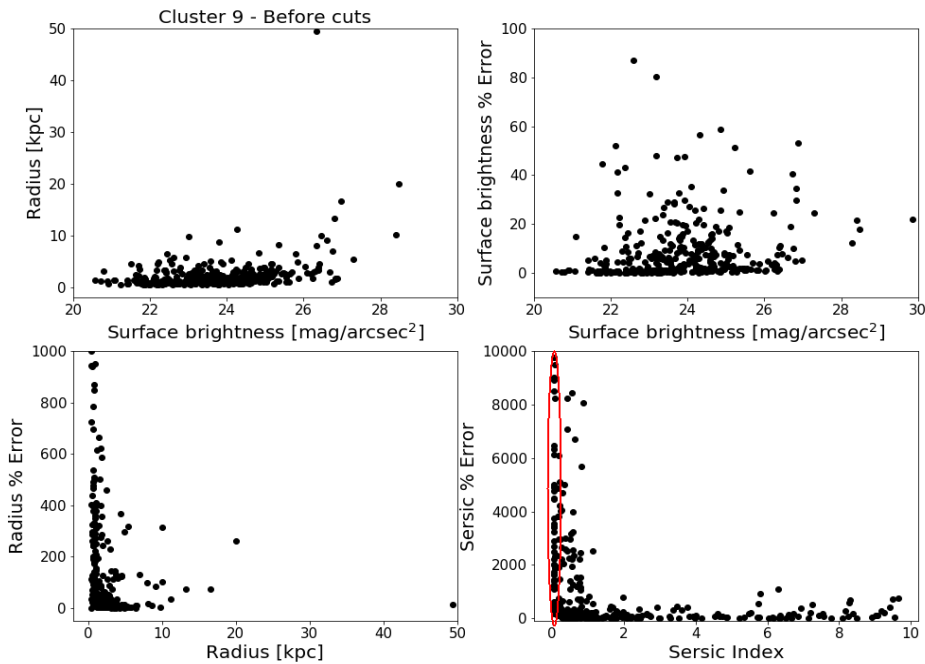 Cluster 9 - Before cuts
50
40
30
20
10
0
Radius [kpc]
20 22 24 26 28 30
Surface brightness [mag/arcsec²]
100
80
60
40
20
0
Surface brightness % Error
20 22 24 26 28 30
Surface brightness [mag/arcsec²]
1000
800
600
400
200
0
Radius % Error
0 10 20 30 40 50
Radius [kpc]
10000
8000
6000
4000
2000
0
Sersic % Error
0 2 4 6 8 10
Sersic Index